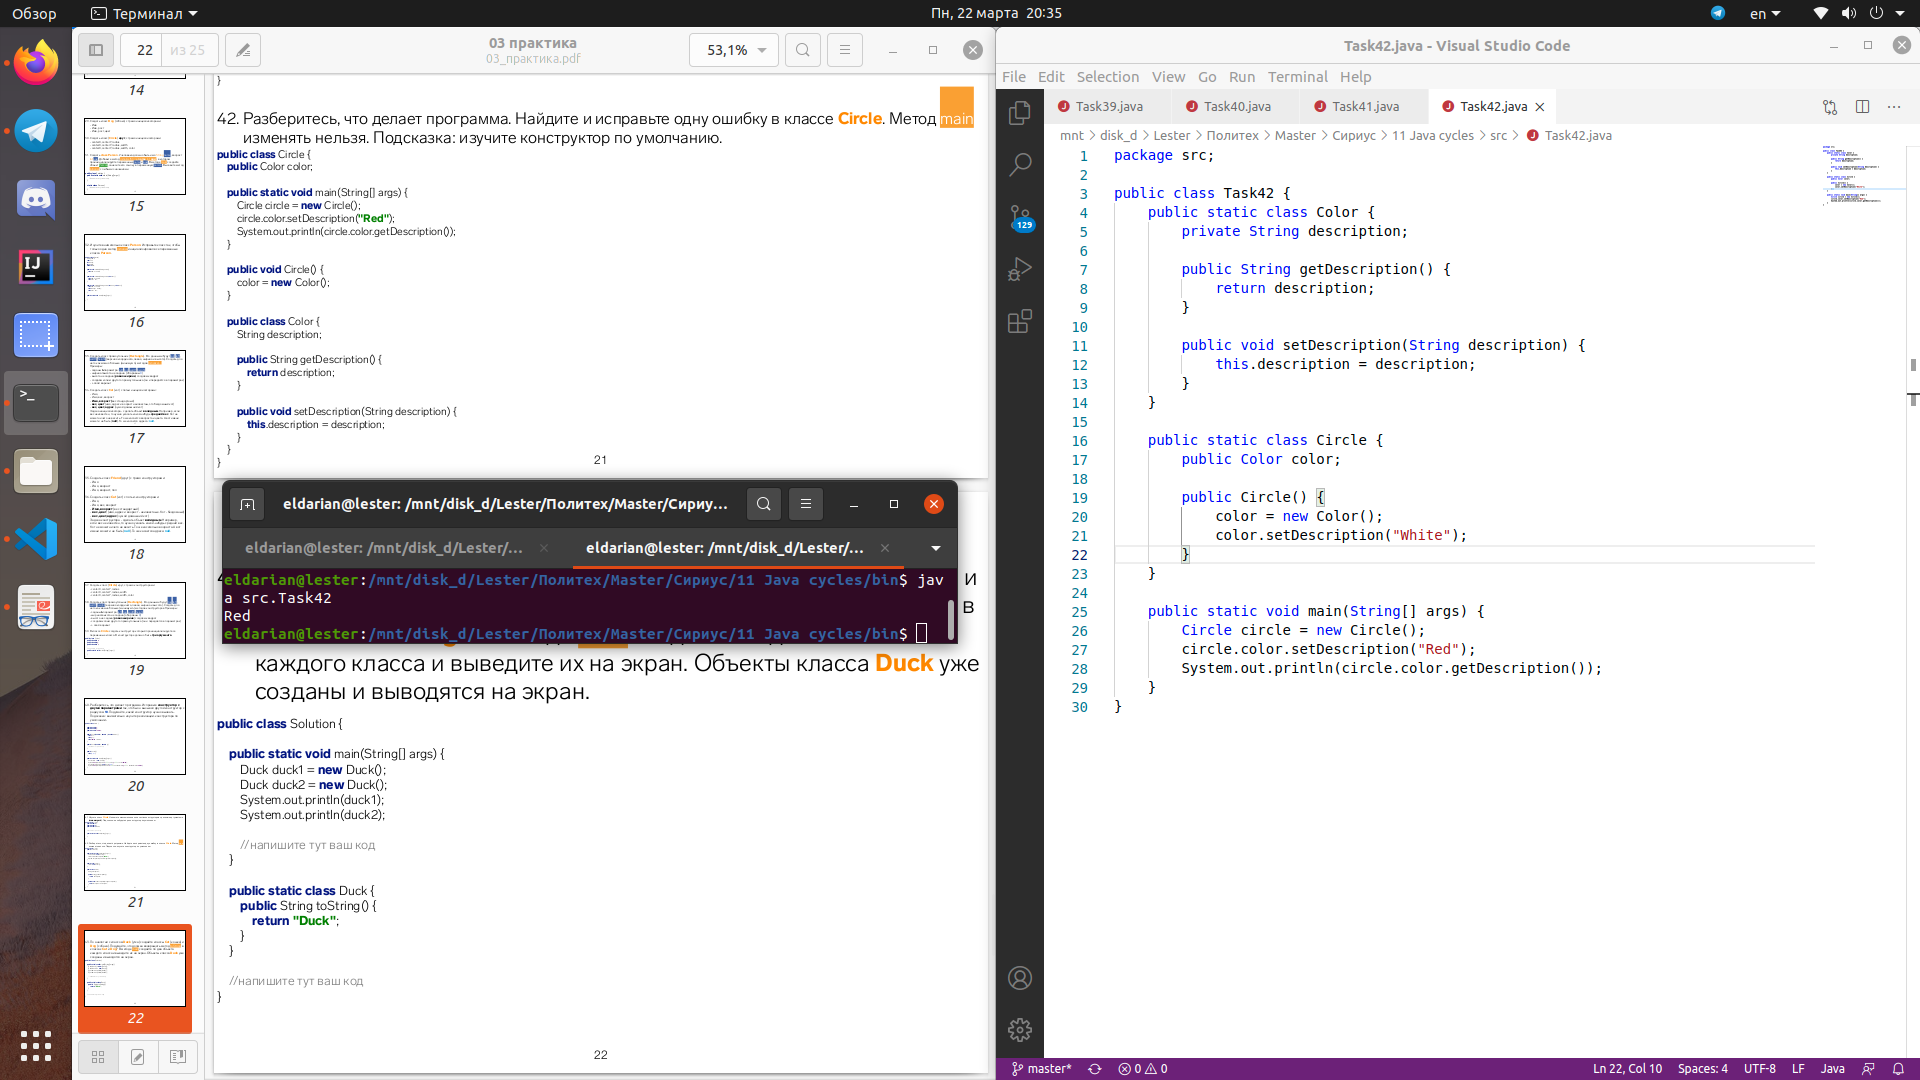 Обзор
Терминал
Пн, 22 марта  20:35
en
22
из 25
03 практика
03_практика.pdf
53,1%
14
15
16
17
18
19
20
21
22
}
42. Разберитесь, что делает программа. Найдите и исправьте одну ошибку в классе Circle. Метод main
изменять нельзя. Подсказка: изучите конструктор по умолчанию.
public class Circle {
public Color color;
public static void main(String[] args) {
Circle circle = new Circle();
circle.color.setDescription("Red");
System.out.println(circle.color.getDescription());
}
public void Circle() {
color = new Color();
}
public class Color {
String description;
public String getDescription() {
return description;
}
public void setDescription(String description) {
this.description = description;
}
}
}
21
eldarian@lester: /mnt/disk_d/Lester/Политех/Master/Сириу...
eldarian@lester: /mnt/disk_d/Lester/...
eldarian@lester: /mnt/disk_d/Lester/...
eldarian@lester:/mnt/disk_d/Lester/Политех/Master/Сириус/11 Java cycles/bin$ jav
a src.Task42
Red
eldarian@lester:/mnt/disk_d/Lester/Политех/Master/Сириус/11 Java cycles/bin$
и
в
каждого класса и выведите их на экран. Объекты класса Duck уже
созданы и выводятся на экран.
public class Solution {
public static void main(String[] args) {
Duck duck1 = new Duck();
Duck duck2 = new Duck();
System.out.println(duck1);
System.out.println(duck2);
//напишите тут ваш код
}
public static class Duck {
public String toString() {
return "Duck";
}
}
//напишите тут ваш код
}
22
Task42.java - Visual Studio Code
File Edit Selection View Go Run Terminal Help
Task39.java
Task40.java
Task41.java
Task42.java
mnt > disk_d > Lester > Политех > Master > Сириус > 11 Java cycles > src > Task42.java
129
1 package src;
2
3 public class Task42 {
4 public static class Color {
5 private String description;
6
7 public String getDescription() {
8 return description;
9 }
10
11 public void setDescription(String description) {
12 this.description = description;
13 }
14 }
15
16 public static class Circle {
17 public Color color;
18
19 public Circle() {
20 color = new Color();
21 color.setDescription("White");
22 }
23 }
24
25 public static void main(String[] args) {
26 Circle circle = new Circle();
27 circle.color.setDescription("Red");
28 System.out.println(circle.color.getDescription());
29 }
30 }
master*
0
0
Ln 22, Col 10
Spaces: 4
UTF-8
LF
Java